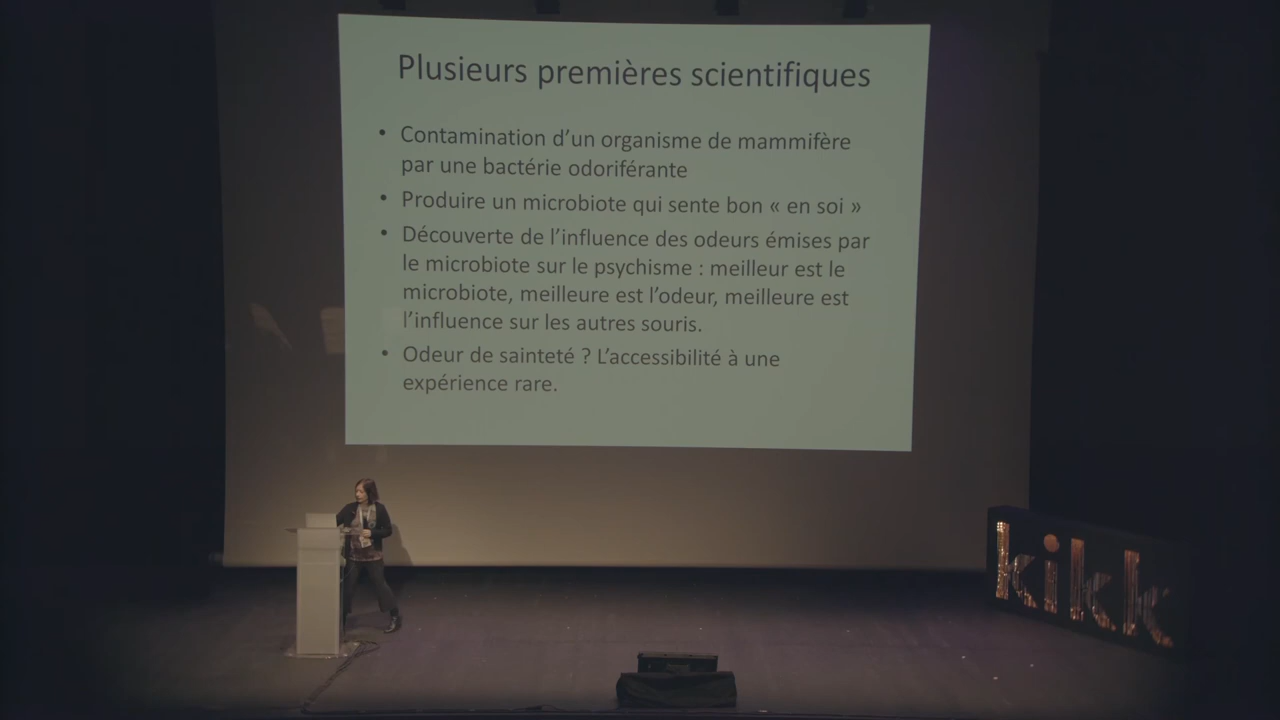 Plusieurs premières scientifiques
• Contamination d’un organisme de mammifère
par une bactérie odoriférante
• Produire un microbiote qui sente bon « en soi »
• Découverte de l’influence des odeurs émises par
le microbiote sur le psychisme : meilleur est le
microbiote, meilleure est l’odeur, meilleure est
l’influence sur les autres souris.
• Odeur de sainteté ? L’accessibilité à une
expérience rare.
kikk